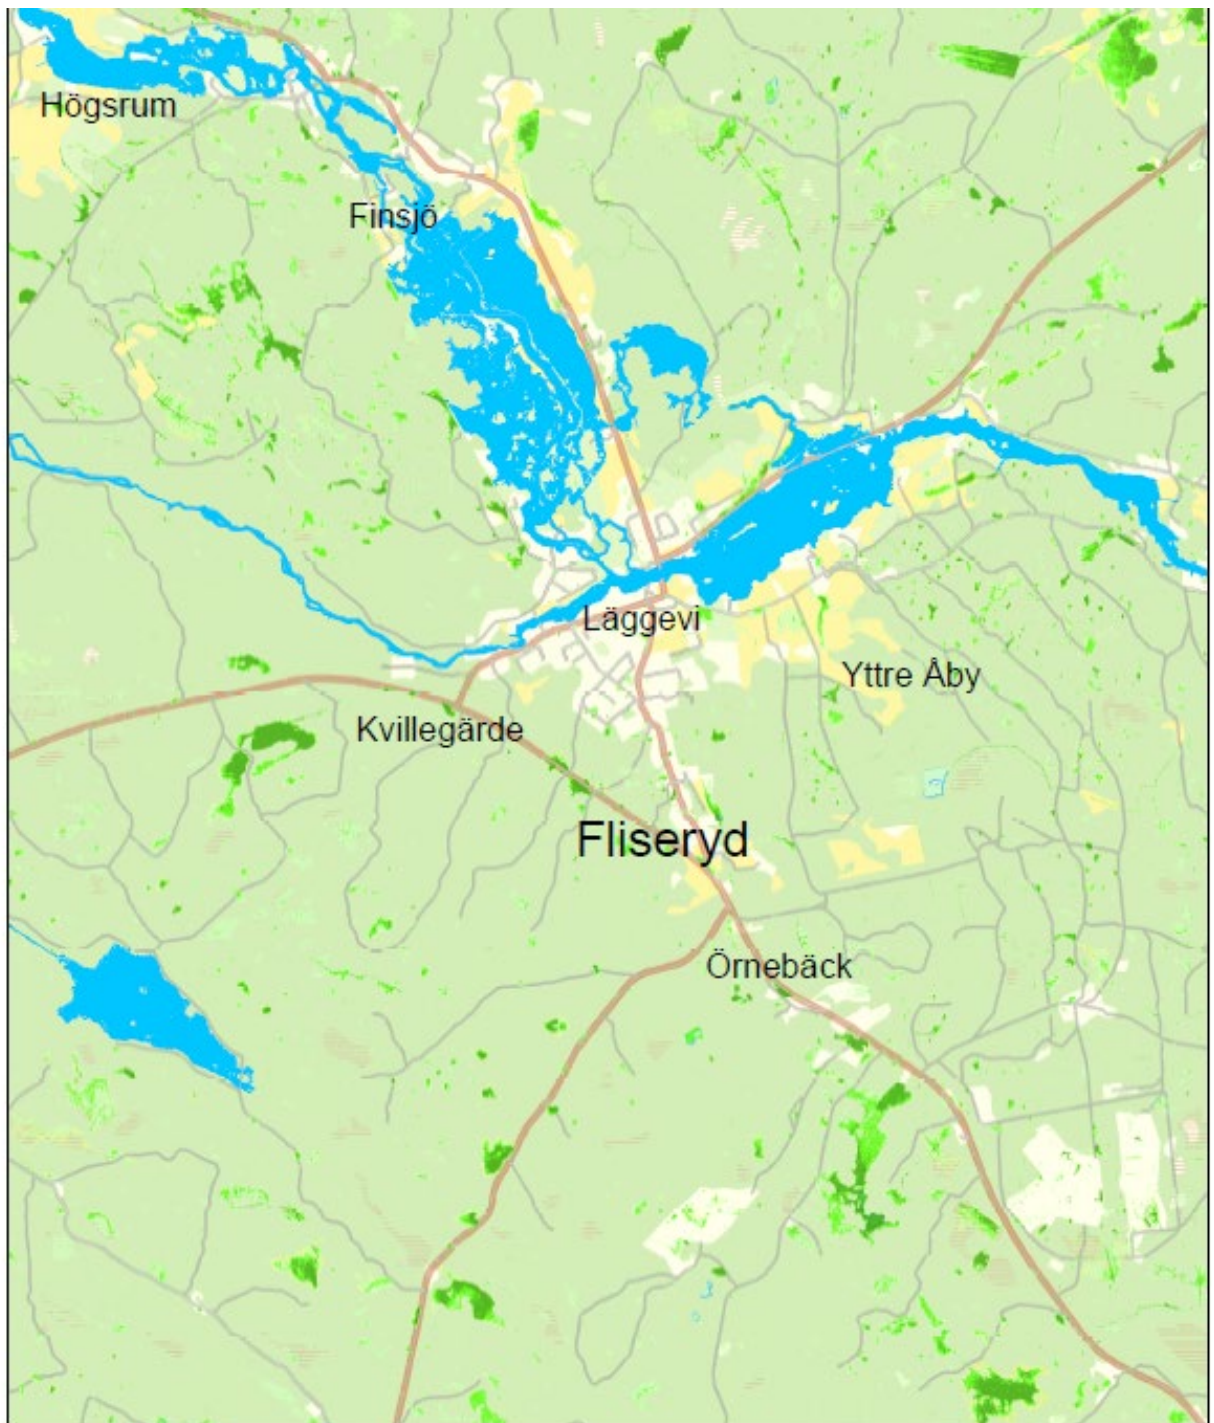 Högsrum
Finsjö
Läggevi
Yttre Åby
Kvillegärde
Fliseryd
Örnebäck